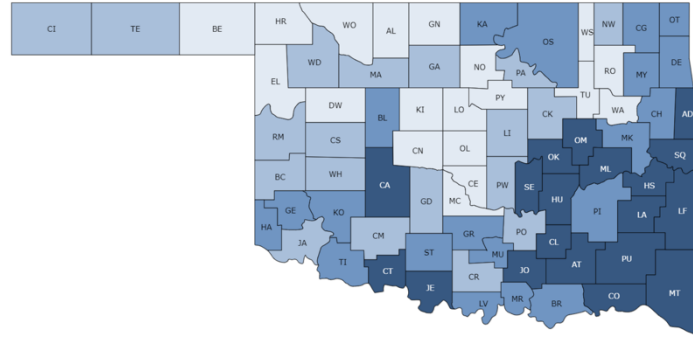 CI TE BE HR WO AL GN KA OS WS NW CG OT
WD MA GA NO PA RO MY DE
EL DW BL KI LO PY CK TU WA CH AD
RM CS CN OL LI OM MK SQ
BC WH CA CE PW SE OK ML HS
HA GE KO GD MC HU PI LA LF
JA CM ST GR MU PO CL AT PU
TI CT JE CR JO CO MT
LV MR BR